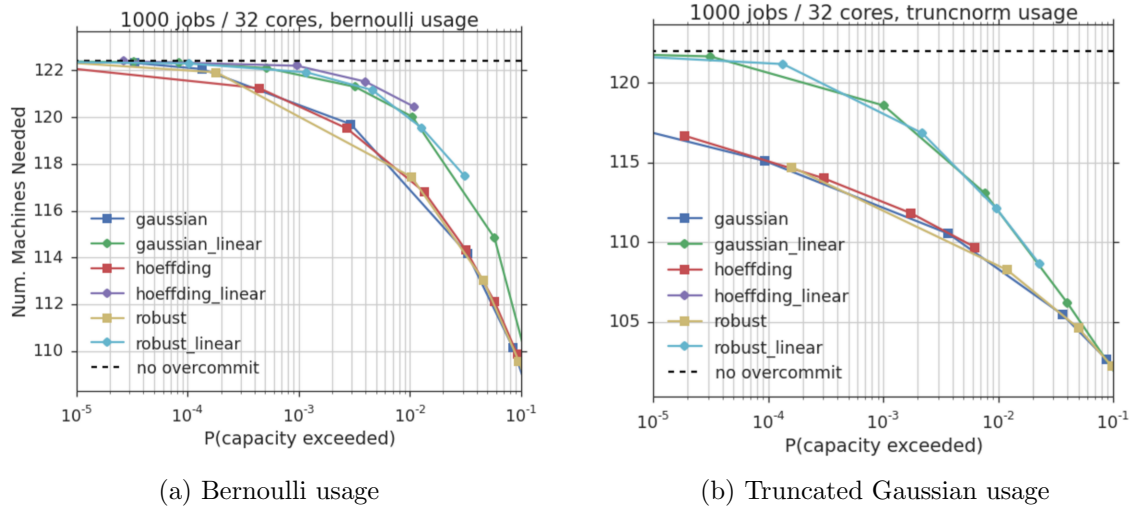 1000 jobs / 32 cores, bernoulli usage
Num. Machines Needed
122
120
118
116
114
112
110
gaussian
gaussian_linear
hoeffding
hoeffding_linear
robust
robust_linear
no overcommit
10^-5
10^-4
10^-3
10^-2
10^-1
P(capacity exceeded)
(a) Bernoulli usage
1000 jobs / 32 cores, truncnorm usage
120
115
110
105
gaussian
gaussian_linear
hoeffding
hoeffding_linear
robust
robust_linear
no overcommit
10^-5
10^-4
10^-3
10^-2
10^-1
P(capacity exceeded)
(b) Truncated Gaussian usage